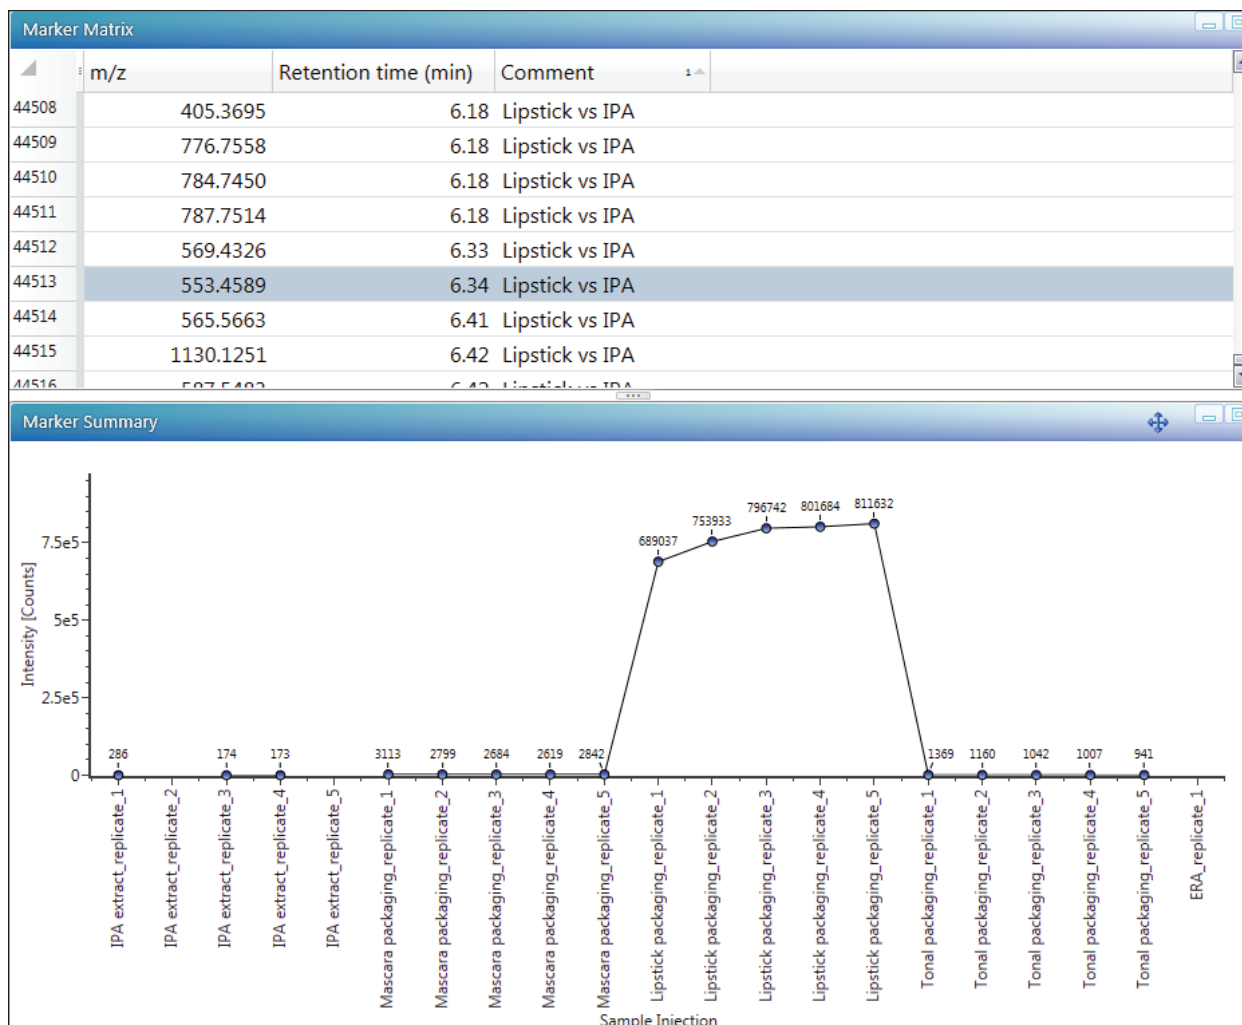 Marker Matrix
m/z Retention time (min) Comment 1
44508 405.3695 6.18 Lipstick vs IPA
44509 776.7558 6.18 Lipstick vs IPA
44510 784.7450 6.18 Lipstick vs IPA
44511 787.7514 6.18 Lipstick vs IPA
44512 569.4326 6.33 Lipstick vs IPA
44513 553.4589 6.34 Lipstick vs IPA
44514 565.5663 6.41 Lipstick vs IPA
44515 1130.1251 6.42 Lipstick vs IPA
44516
Marker Summary
Intensity [Counts]
7.5e5
5e5
2.5e5
0
286 174 173 3113 2799 2684 2619 2842 689037 753933 796742 801684 811632 1369 1160 1042 1007 941
IPA extract_replicate_1
IPA extract_replicate_2
IPA extract_replicate_3
IPA extract_replicate_4
IPA extract_replicate_5
Mascara packaging_replicate_1
Mascara packaging_replicate_2
Mascara packaging_replicate_3
Mascara packaging_replicate_4
Mascara packaging_replicate_5
Lipstick packaging_replicate_1
Lipstick packaging_replicate_2
Lipstick packaging_replicate_3
Lipstick packaging_replicate_4
Lipstick packaging_replicate_5
Tonal packaging_replicate_1
Tonal packaging_replicate_2
Tonal packaging_replicate_3
Tonal packaging_replicate_4
Tonal packaging_replicate_5
ERA_replicate_1
Sample Injection